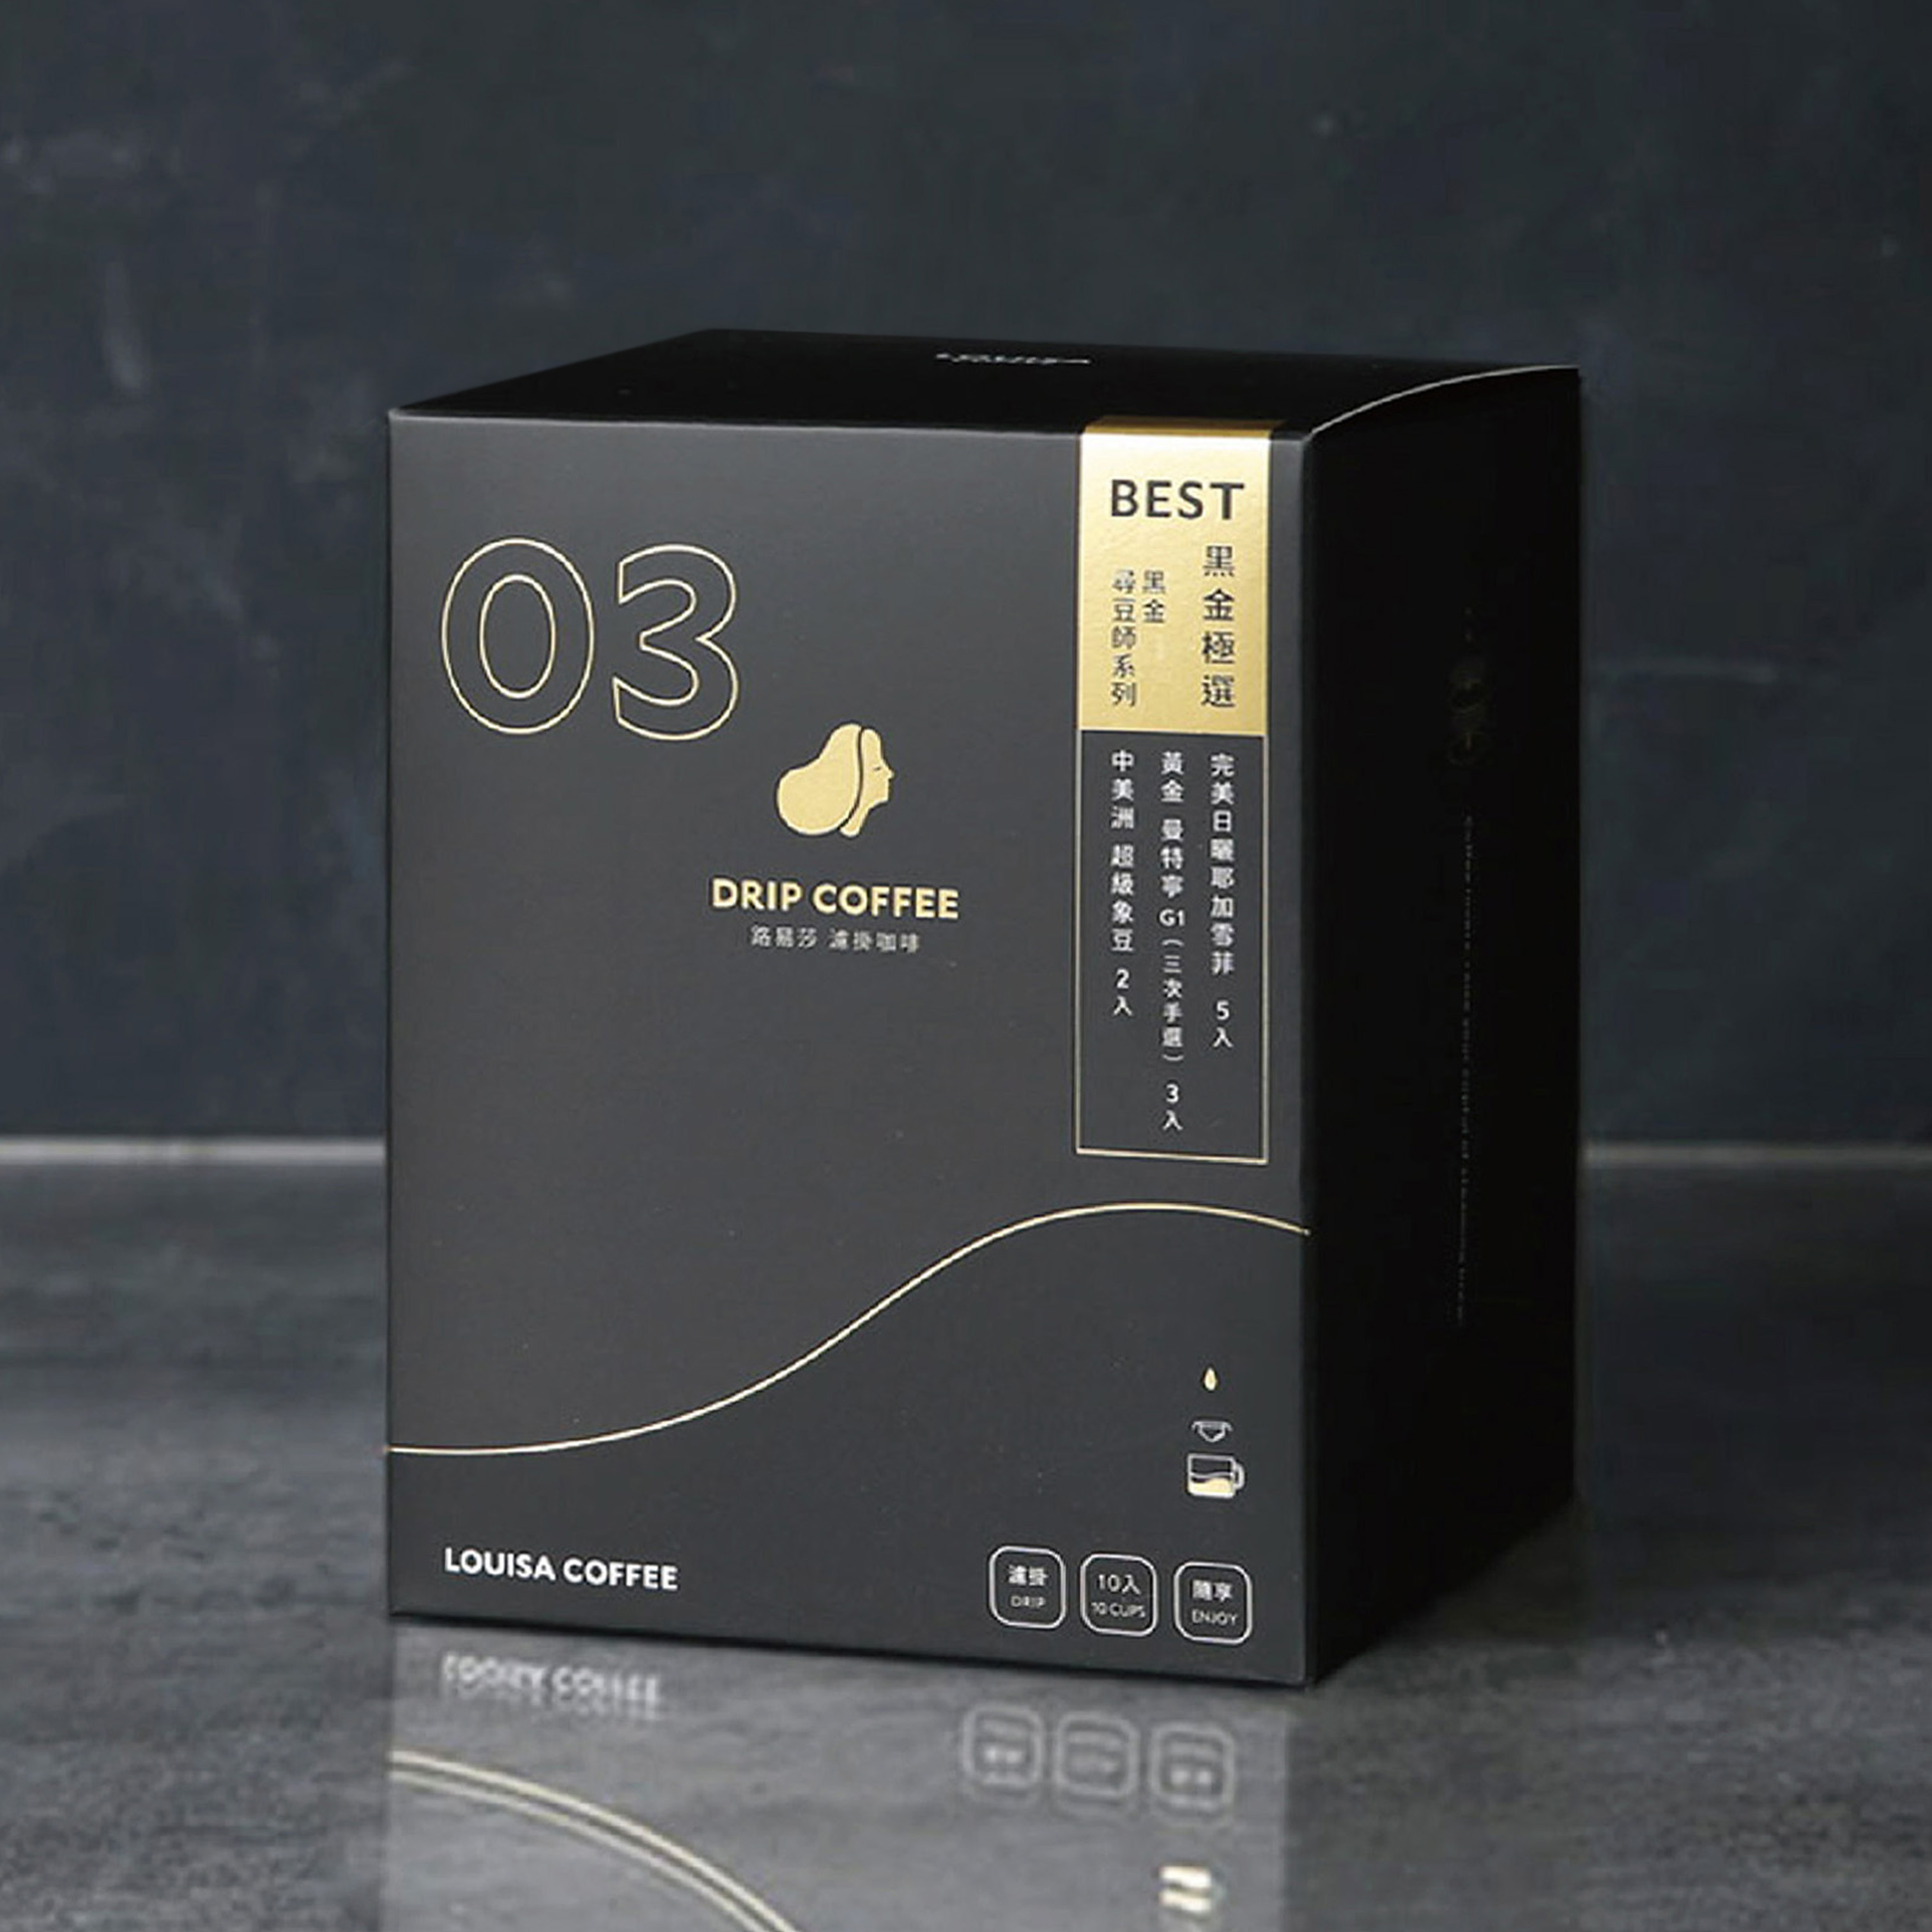 03
DRIP COFFEE
路易莎 濾掛咖啡
BEST
黑金極選
黑金
尋豆師系列
完美日曬耶加雪菲 5入
黃金 曼特寧 G1(三次手選) 3入
中美洲 超級象豆 2入
LOUISA COFFEE
濾掛
DRIP
10入
10 CUPS
隨享
ENJOY